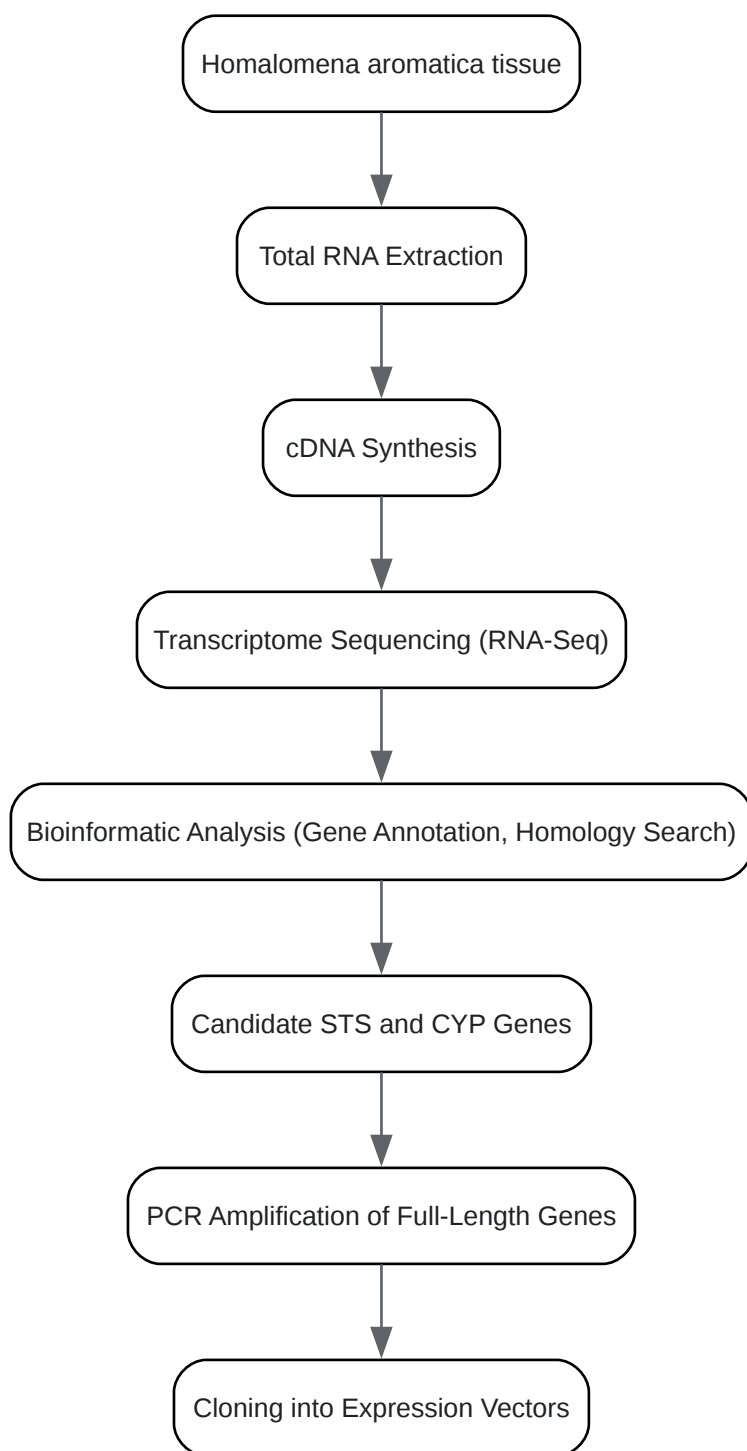 Homalomena aromatica tissue
Total RNA Extraction
cDNA Synthesis
Transcriptome Sequencing (RNA-Seq)
Bioinformatic Analysis (Gene Annotation, Homology Search)
Candidate STS and CYP Genes
PCR Amplification of Full-Length Genes
Cloning into Expression Vectors